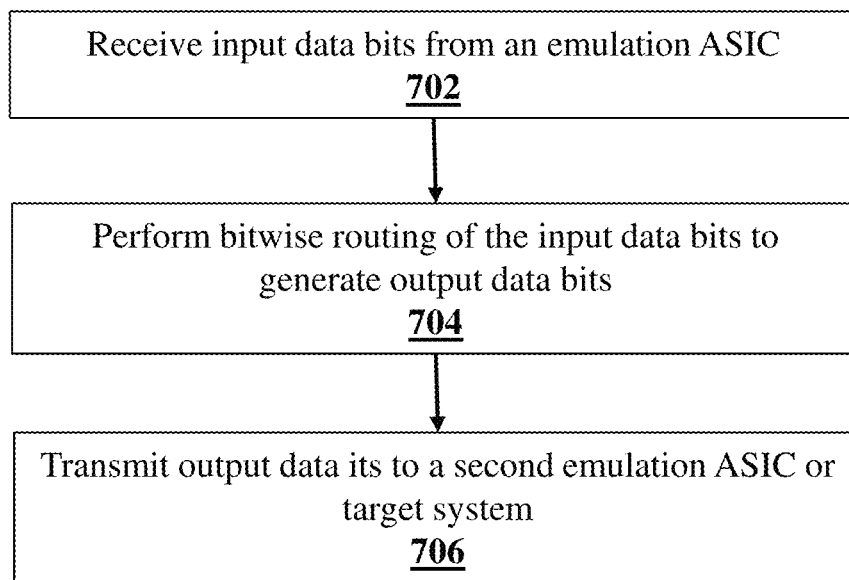 Receive input data bits from an emulation ASIC
702
Perform bitwise routing of the input data bits to
generate output data bits
704
Transmit output data its to a second emulation ASIC or
target system
706